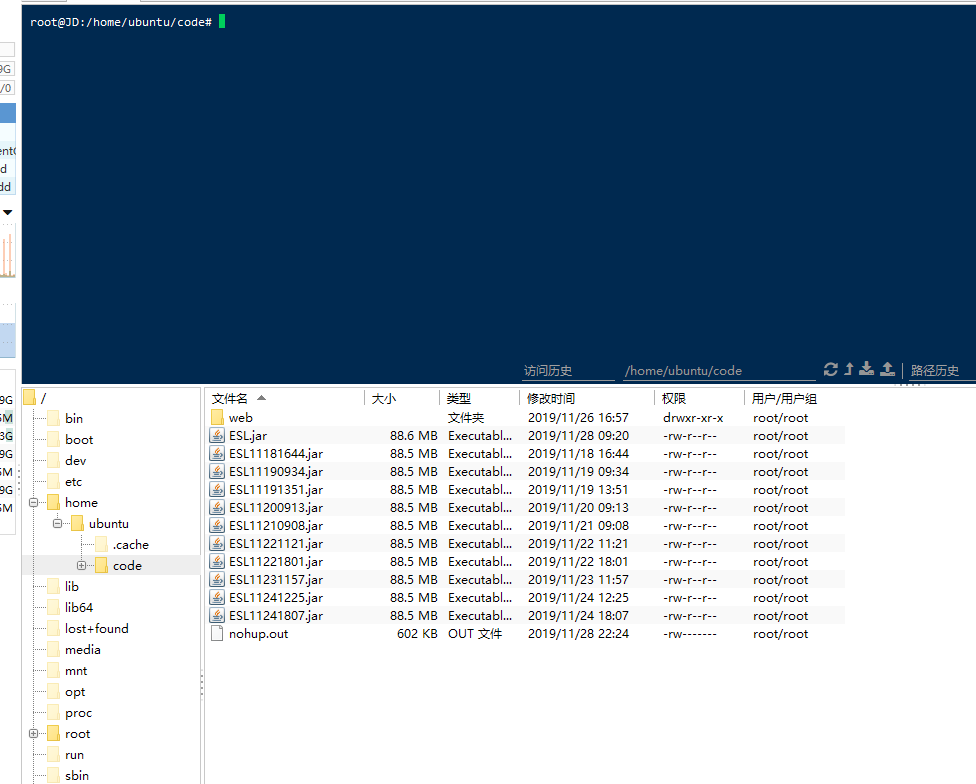 root@JD:/home/ubuntu/code#
访问历史 /home/ubuntu/code 路径历史
/
bin
boot
dev
etc
home
ubuntu
.cache
code
lib
lib64
lost+found
media
mnt
opt
proc
root
run
sbin
文件名 大小 类型 修改时间 权限 用户/用户组
web 文件夹 2019/11/26 16:57 drwxr-xr-x root/root
ESL.jar 88.6 MB Executabl... 2019/11/28 09:20 -rw-r--r-- root/root
ESL11181644.jar 88.5 MB Executabl... 2019/11/18 16:44 -rw-r--r-- root/root
ESL11190934.jar 88.5 MB Executabl... 2019/11/19 09:34 -rw-r--r-- root/root
ESL11191351.jar 88.5 MB Executabl... 2019/11/19 13:51 -rw-r--r-- root/root
ESL11200913.jar 88.5 MB Executabl... 2019/11/20 09:13 -rw-r--r-- root/root
ESL11210908.jar 88.5 MB Executabl... 2019/11/21 09:08 -rw-r--r-- root/root
ESL11221121.jar 88.5 MB Executabl... 2019/11/22 11:21 -rw-r--r-- root/root
ESL11221801.jar 88.5 MB Executabl... 2019/11/22 18:01 -rw-r--r-- root/root
ESL11231157.jar 88.5 MB Executabl... 2019/11/23 11:57 -rw-r--r-- root/root
ESL11241225.jar 88.5 MB Executabl... 2019/11/24 12:25 -rw-r--r-- root/root
ESL11241807.jar 88.5 MB Executabl... 2019/11/24 18:07 -rw-r--r-- root/root
nohup.out 602 KB OUT 文件 2019/11/28 22:24 -rw------- root/root